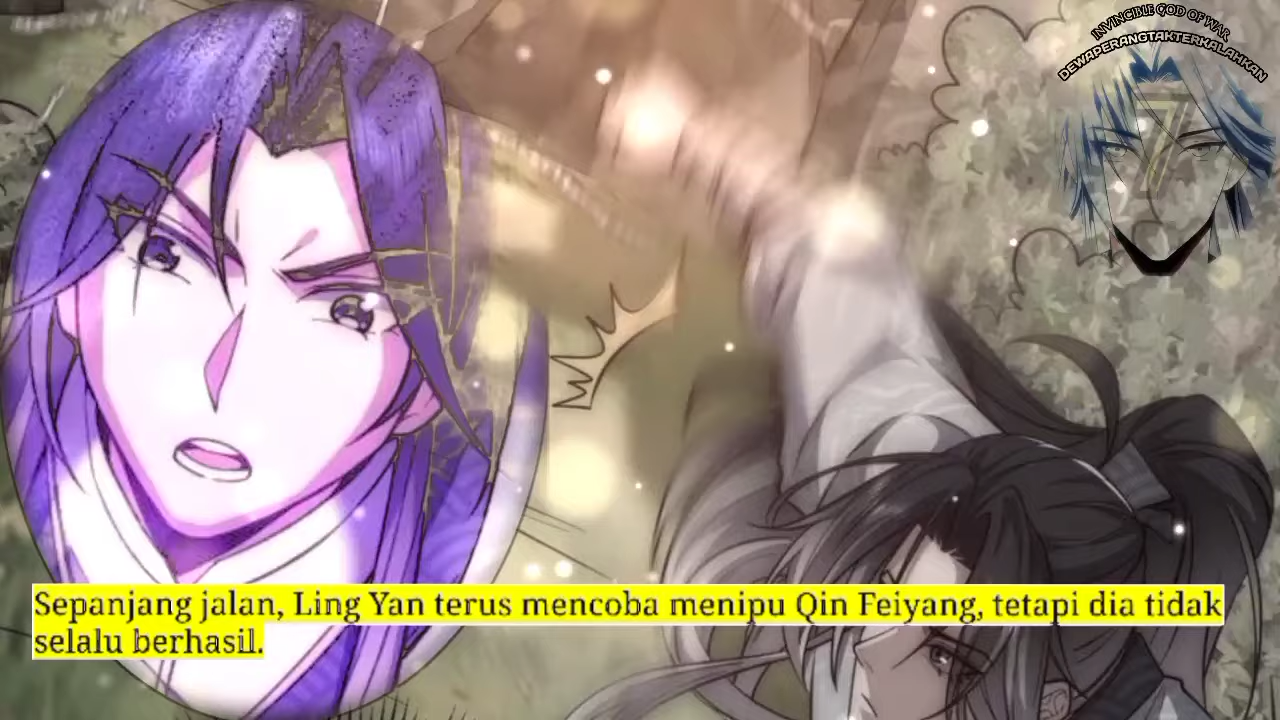 INVINCIBLE GOD OF WAR
DEWAPERANGTAKTERKALAHKAN
Sepanjang jalan, Ling Yan terus mencoba menipu Qin Feiyang, tetapi dia tidak
selalu berhasil.